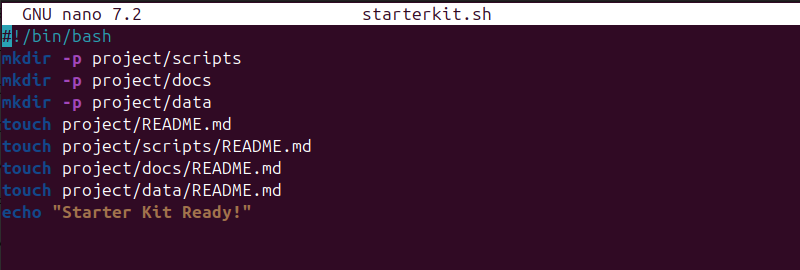 GNU nano 7.2 starterkit.sh
#!/bin/bash
mkdir -p project/scripts
mkdir -p project/docs
mkdir -p project/data
touch project/README.md
touch project/scripts/README.md
touch project/docs/README.md
touch project/data/README.md
echo "Starter Kit Ready!"